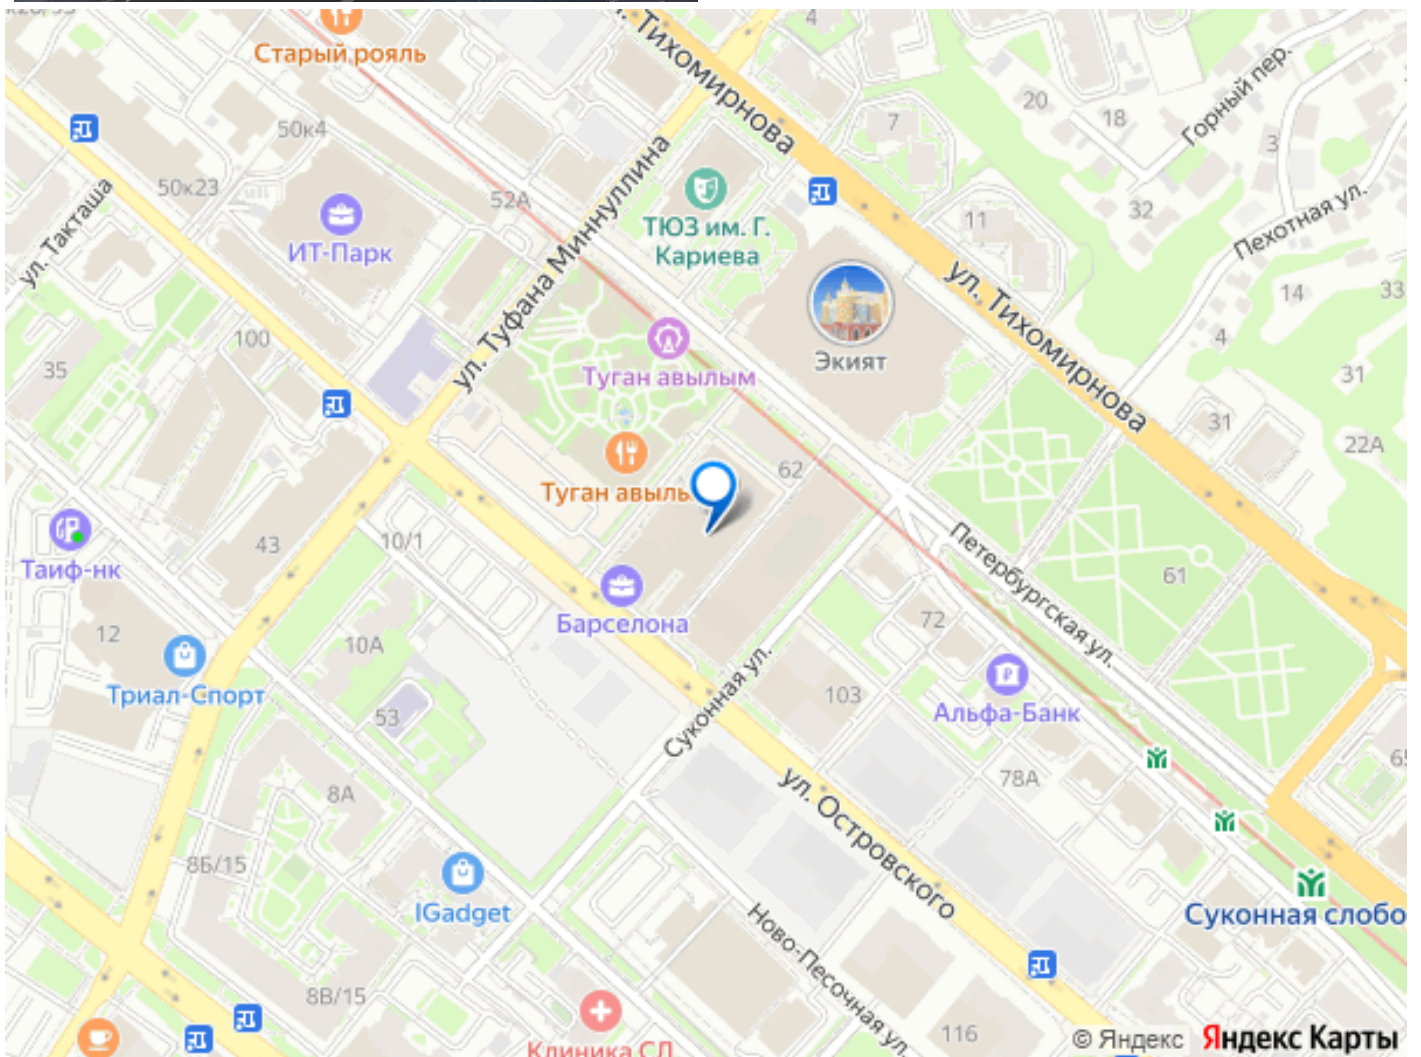 Старый рояль
ул. Тихомирнова
4
50к4
50к23
52А
ул. Такташа
ИТ-Парк
ул. Туфана Миннуллина
ТЮЗ им. Г.
Кариева
7
20
18
Горный пер.
3
32
11
Пехотная ул.
14
33
4
31
Экият
ул. Тихомирнова
100
35
Туган авылым
31
22А
62
Туган авылы
43
10/1
Таиф-нк
Барселона
Петербургская ул.
61
12
10А
72
Триал-Спорт
53
Суконная ул.
103
Альфа-Банк
78А
8А
ул. Островского
8Б/15
IGadget
Суконная слобо
Ново-Песочная ул.
8В/15
116
Клиника СЛ
© Яндекс Яндекс Карты